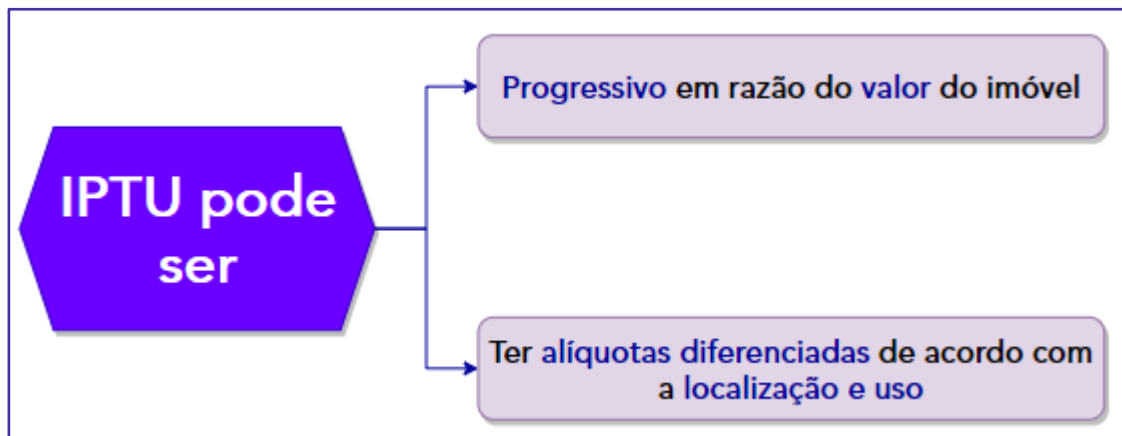 IPTU pode
ser
Progressivo em razão do valor do imóvel
Ter alíquotas diferenciadas de acordo com
a localização e uso